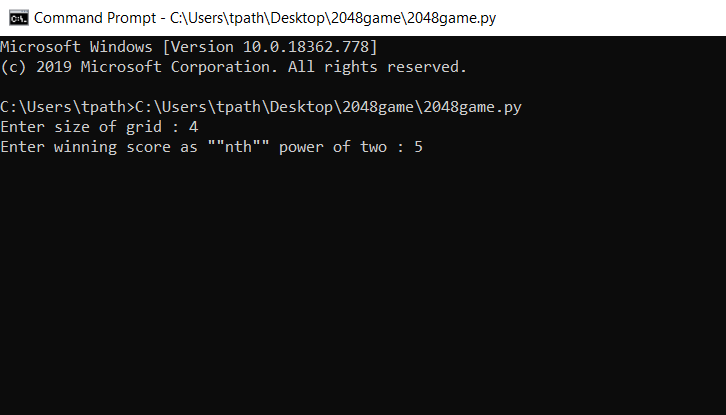 Command Prompt - C:\Users\tpath\Desktop\2048game\2048game.py
Microsoft Windows [Version 10.0.18362.778]
(c) 2019 Microsoft Corporation. All rights reserved.
C:\Users\tpath>C:\Users\tpath\Desktop\2048game\2048game.py
Enter size of grid : 4
Enter winning score as ""nth"" power of two : 5